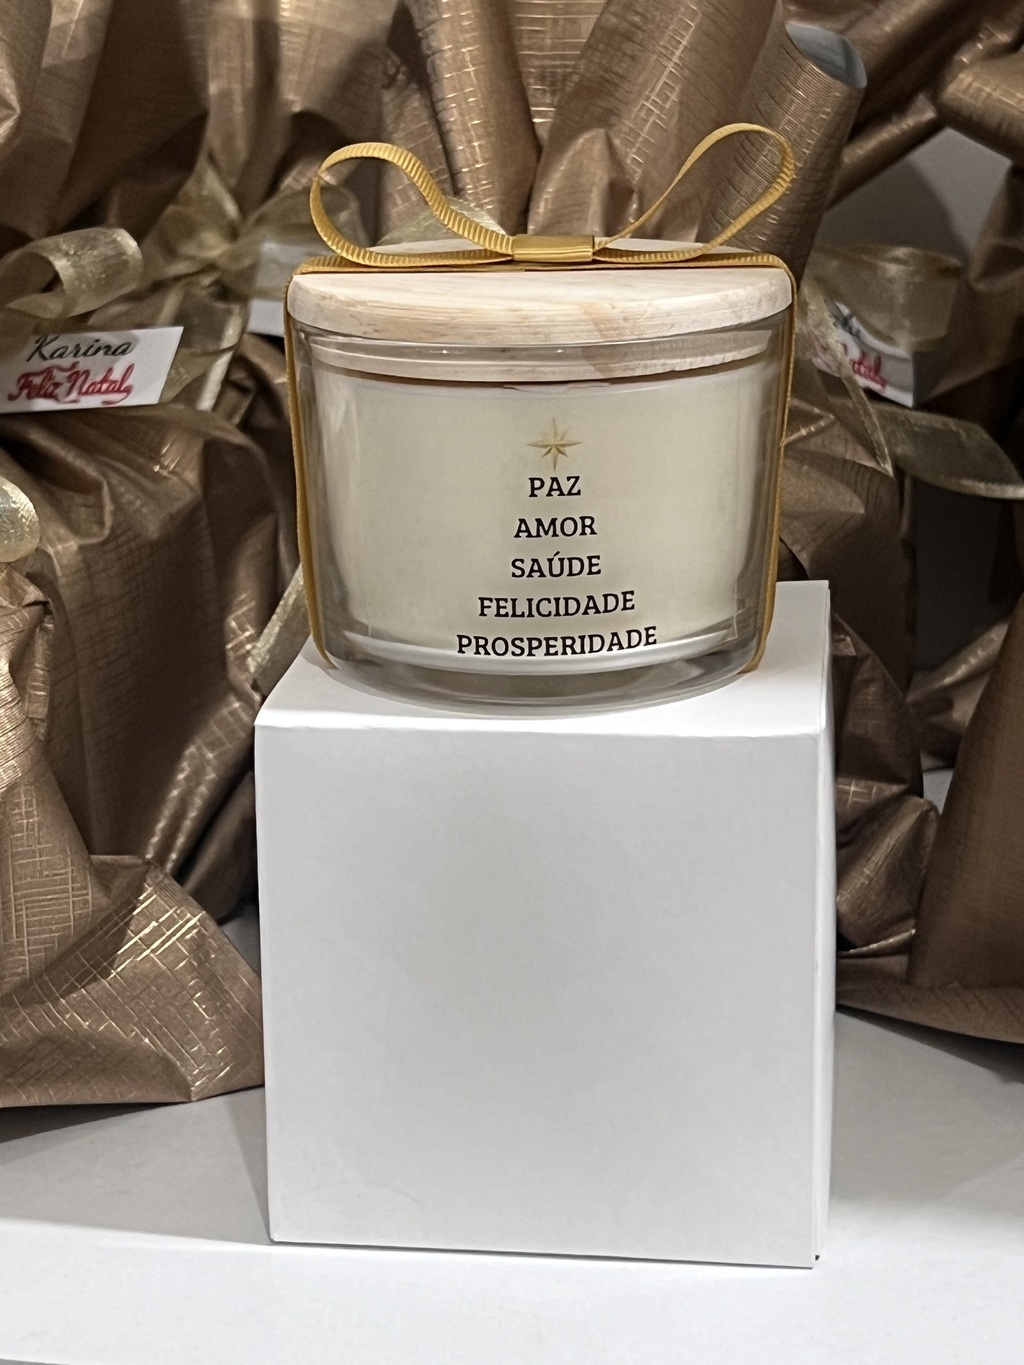 Karina
Feliz Natal
PAZ
AMOR
SAÚDE
FELICIDADE
PROSPERIDADE